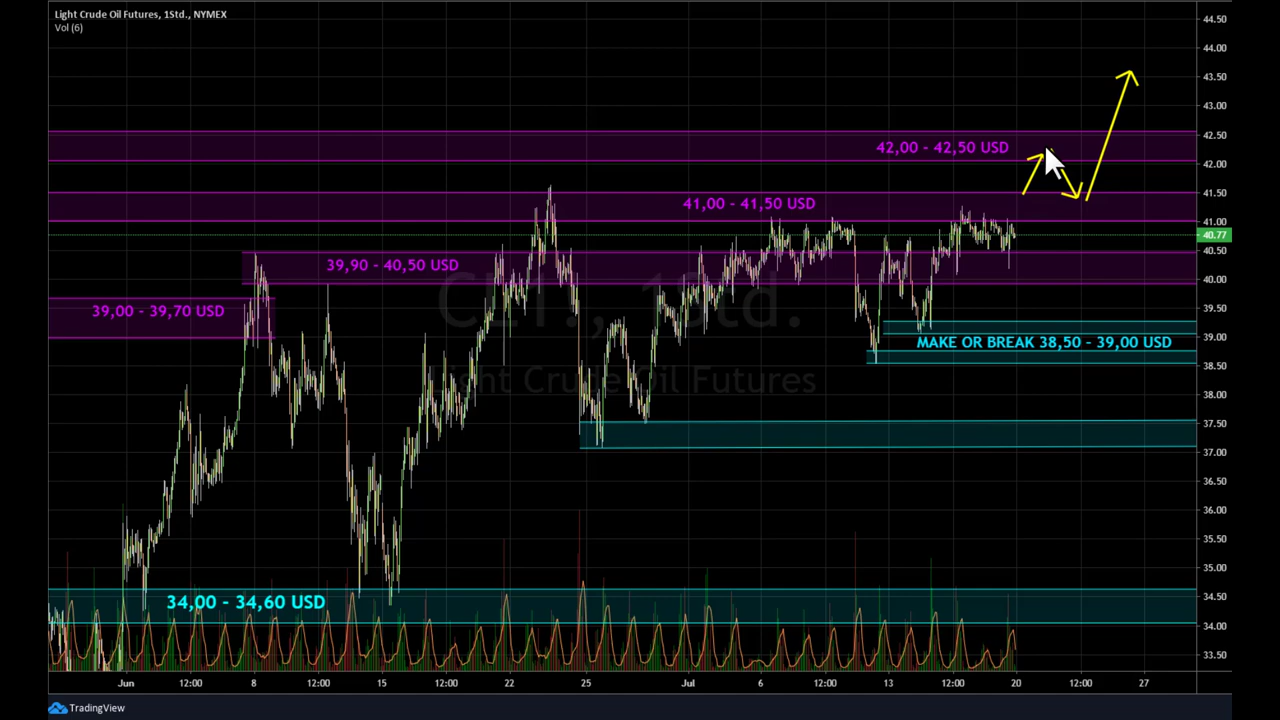 Light Crude Oil Futures, 1Std., NYMEX
Vol (6)
44.50
44.00
43.50
43.00
42.50
42,00 - 42,50 USD
42.00
41.50
41,00 - 41,50 USD
41.00
40.77
40.50
39,90 - 40,50 USD
40.00
39,00 - 39,70 USD
39.50
39.00
MAKE OR BREAK 38,50 - 39,00 USD
Light Crude Oil Futures
38.50
38.00
37.50
37.00
36.50
36.00
35.50
35.00
34.50
34,00 - 34,60 USD
34.00
33.50
Jun 12:00 8 12:00 15 12:00 22 25 Jul 6 12:00 13 12:00 20 12:00 27
TradingView